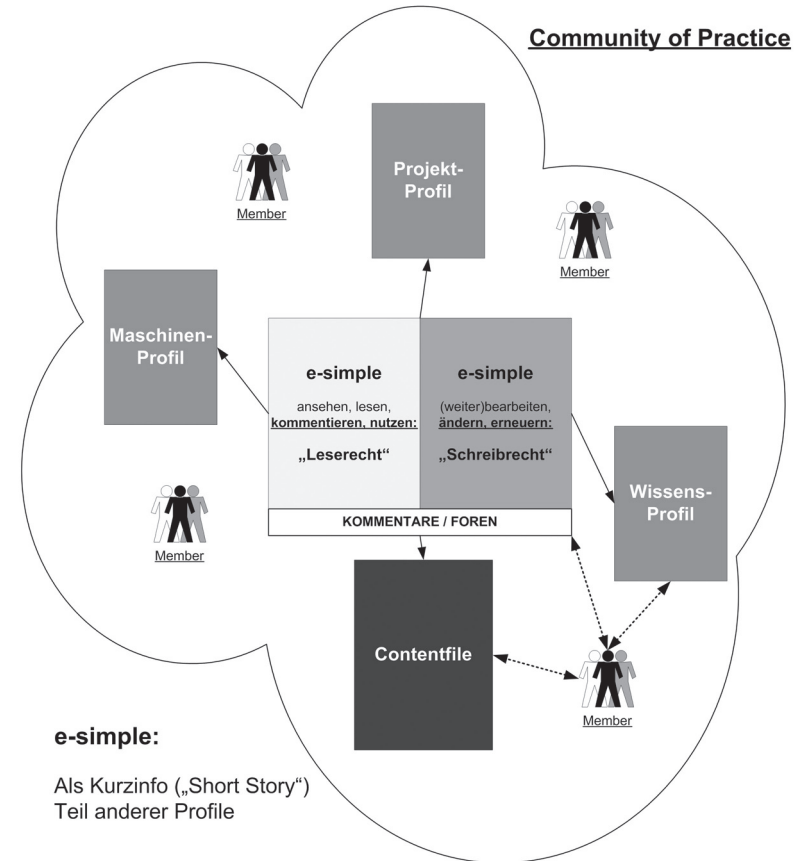 Community of Practice
Projekt-
Profil
Member
Member
Maschinen-
Profil
e-simple
ansehen, lesen,
kommentieren, nutzen:
„Leserecht“
e-simple
(weiter)bearbeiten,
ändern, erneuern:
„Schreibrecht“
Wissens-
Profil
Member
KOMMENTARE / FOREN
Contentfile
Member
e-simple:
Als Kurzinfo („Short Story“)
Teil anderer Profile